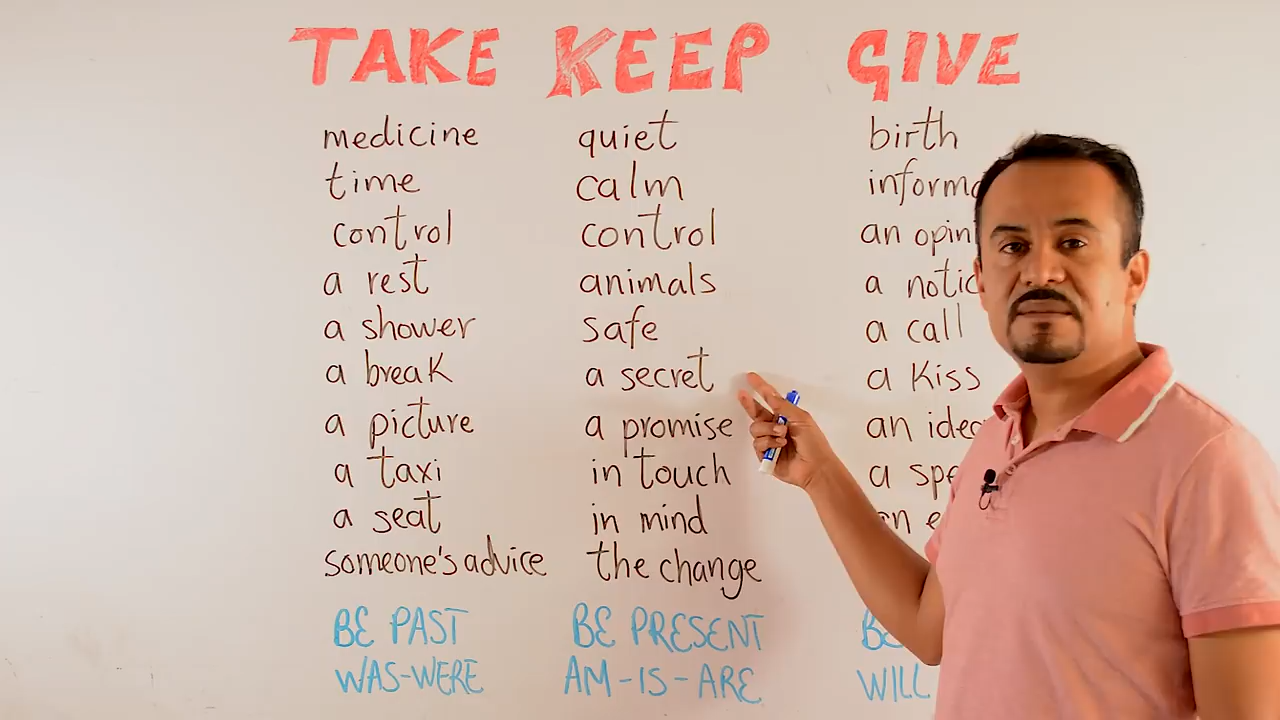 TAKE KEEP GIVE
medicine quiet birth
time calm
control control an
a rest animals a
a shower safe a call
a break a secret a kiss
a picture a promise an
a taxi in touch a
a seat in mind
someone's advice the change
BE PAST BE PRESENT
WAS-WERE AM-IS-ARE WILL